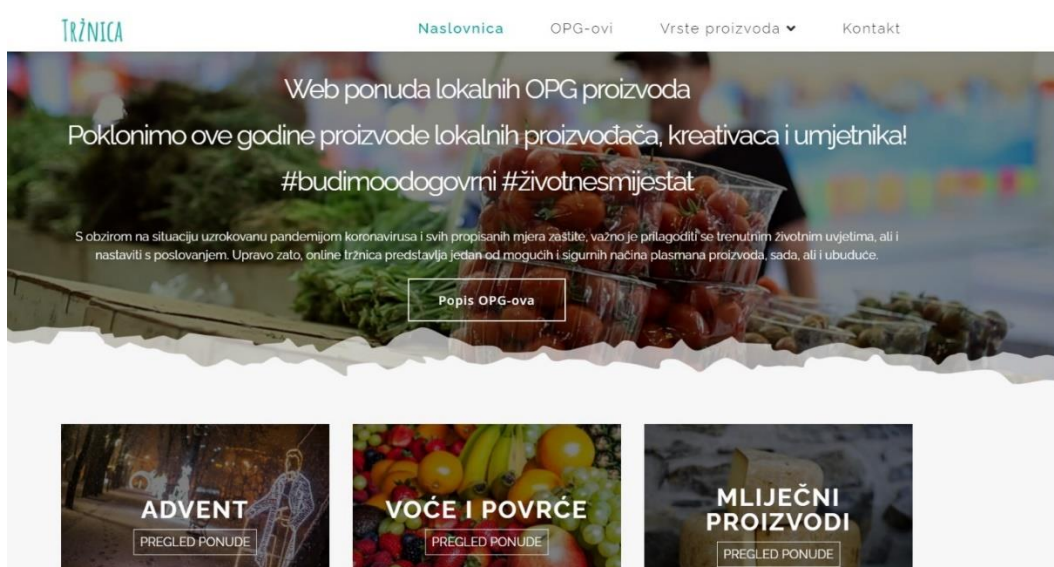 TRŽNICA
Naslovnica OPG-ovi Vrste proizvoda Kontakt
Web ponuda lokalnih OPG proizvoda
Poklonimo ove godine proizvode lokalnih proizvođača, kreativaca i umjetnika!
#budimoodogovrni #životnesmijestat
S obzirom na situaciju uzrokovanu pandemijom koronavirusa i svih propisanih mjera zaštite, važno je prilagoditi se trenutnim životnim uvjetima, ali i
nastaviti s poslovanjem. Upravo zato, online tržnica predstavlja jedan od mogućih i sigurnih načina plasmana proizvoda, sada, ali i ubuduće.
Popis OPG-ova
ADVENT
PREGLED PONUDE
VOĆE I POVRĆE
PREGLED PONUDE
MLIJEČNI
PROIZVODI
PREGLED PONUDE